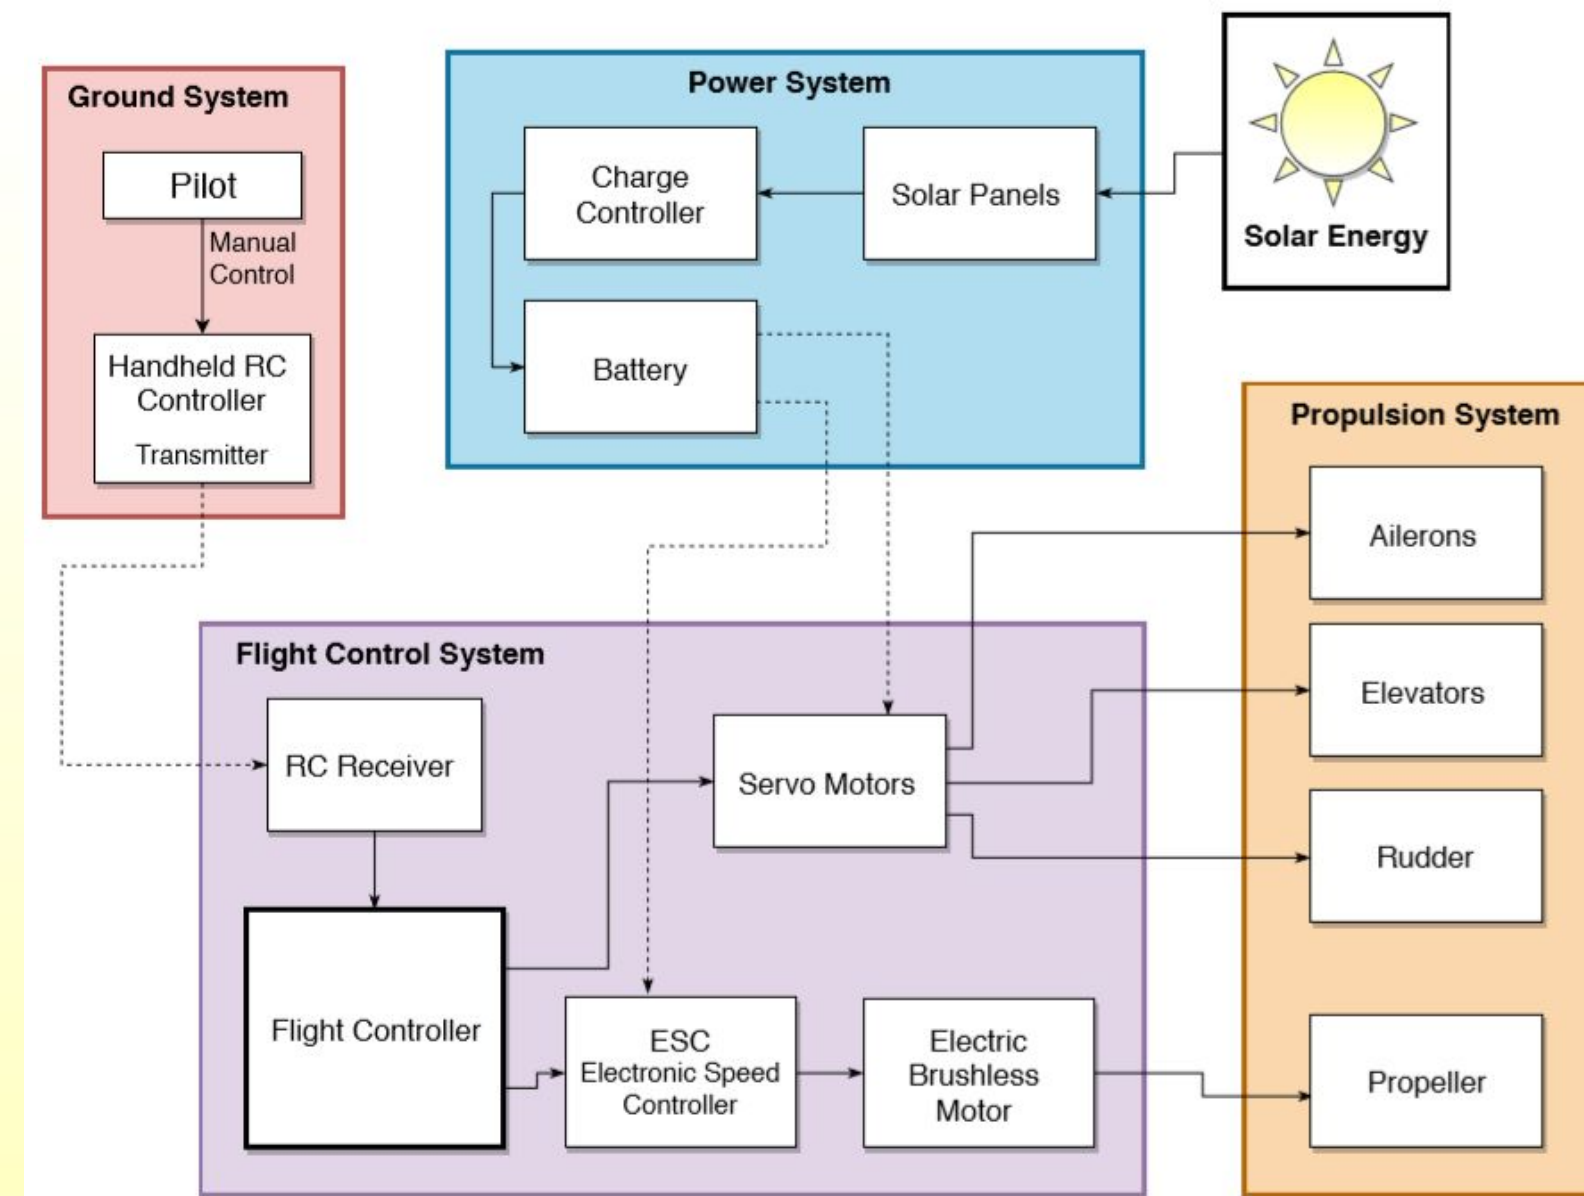 Ground System
Pilot
Manual
Control
Handheld RC
Controller
Transmitter
Power System
Charge
Controller
Solar Panels
Battery
Solar Energy
Flight Control System
RC Receiver
Servo Motors
Flight Controller
ESC
Electronic Speed
Controller
Electric
Brushless
Motor
Propulsion System
Ailerons
Elevators
Rudder
Propeller